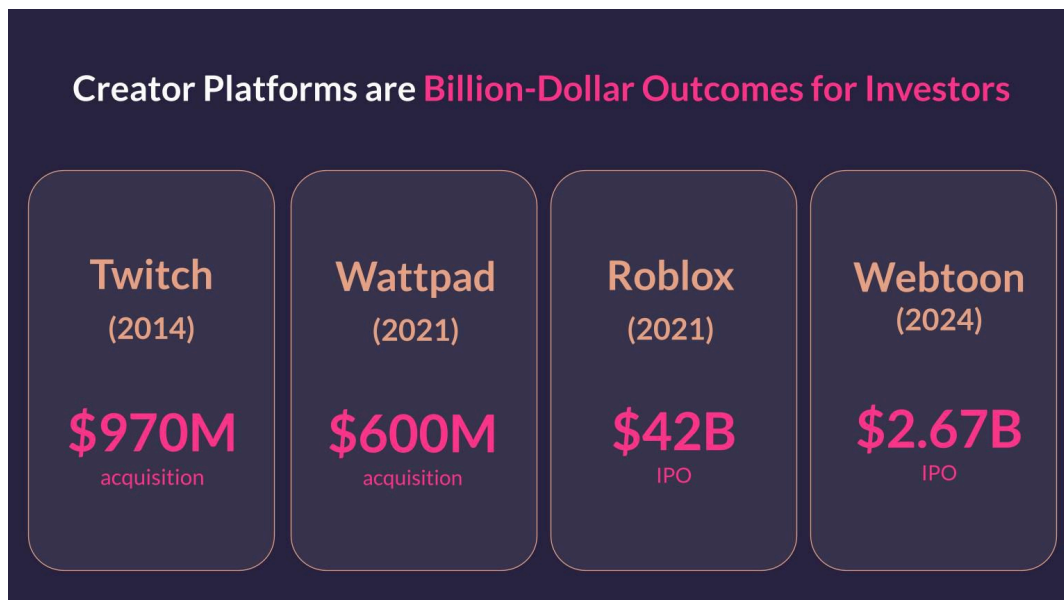 Creator Platforms are Billion-Dollar Outcomes for Investors
Twitch
(2014)
$970M
acquisition
Wattpad
(2021)
$600M
acquisition
Roblox
(2021)
$42B
IPO
Webtoon
(2024)
$2.67B
IPO